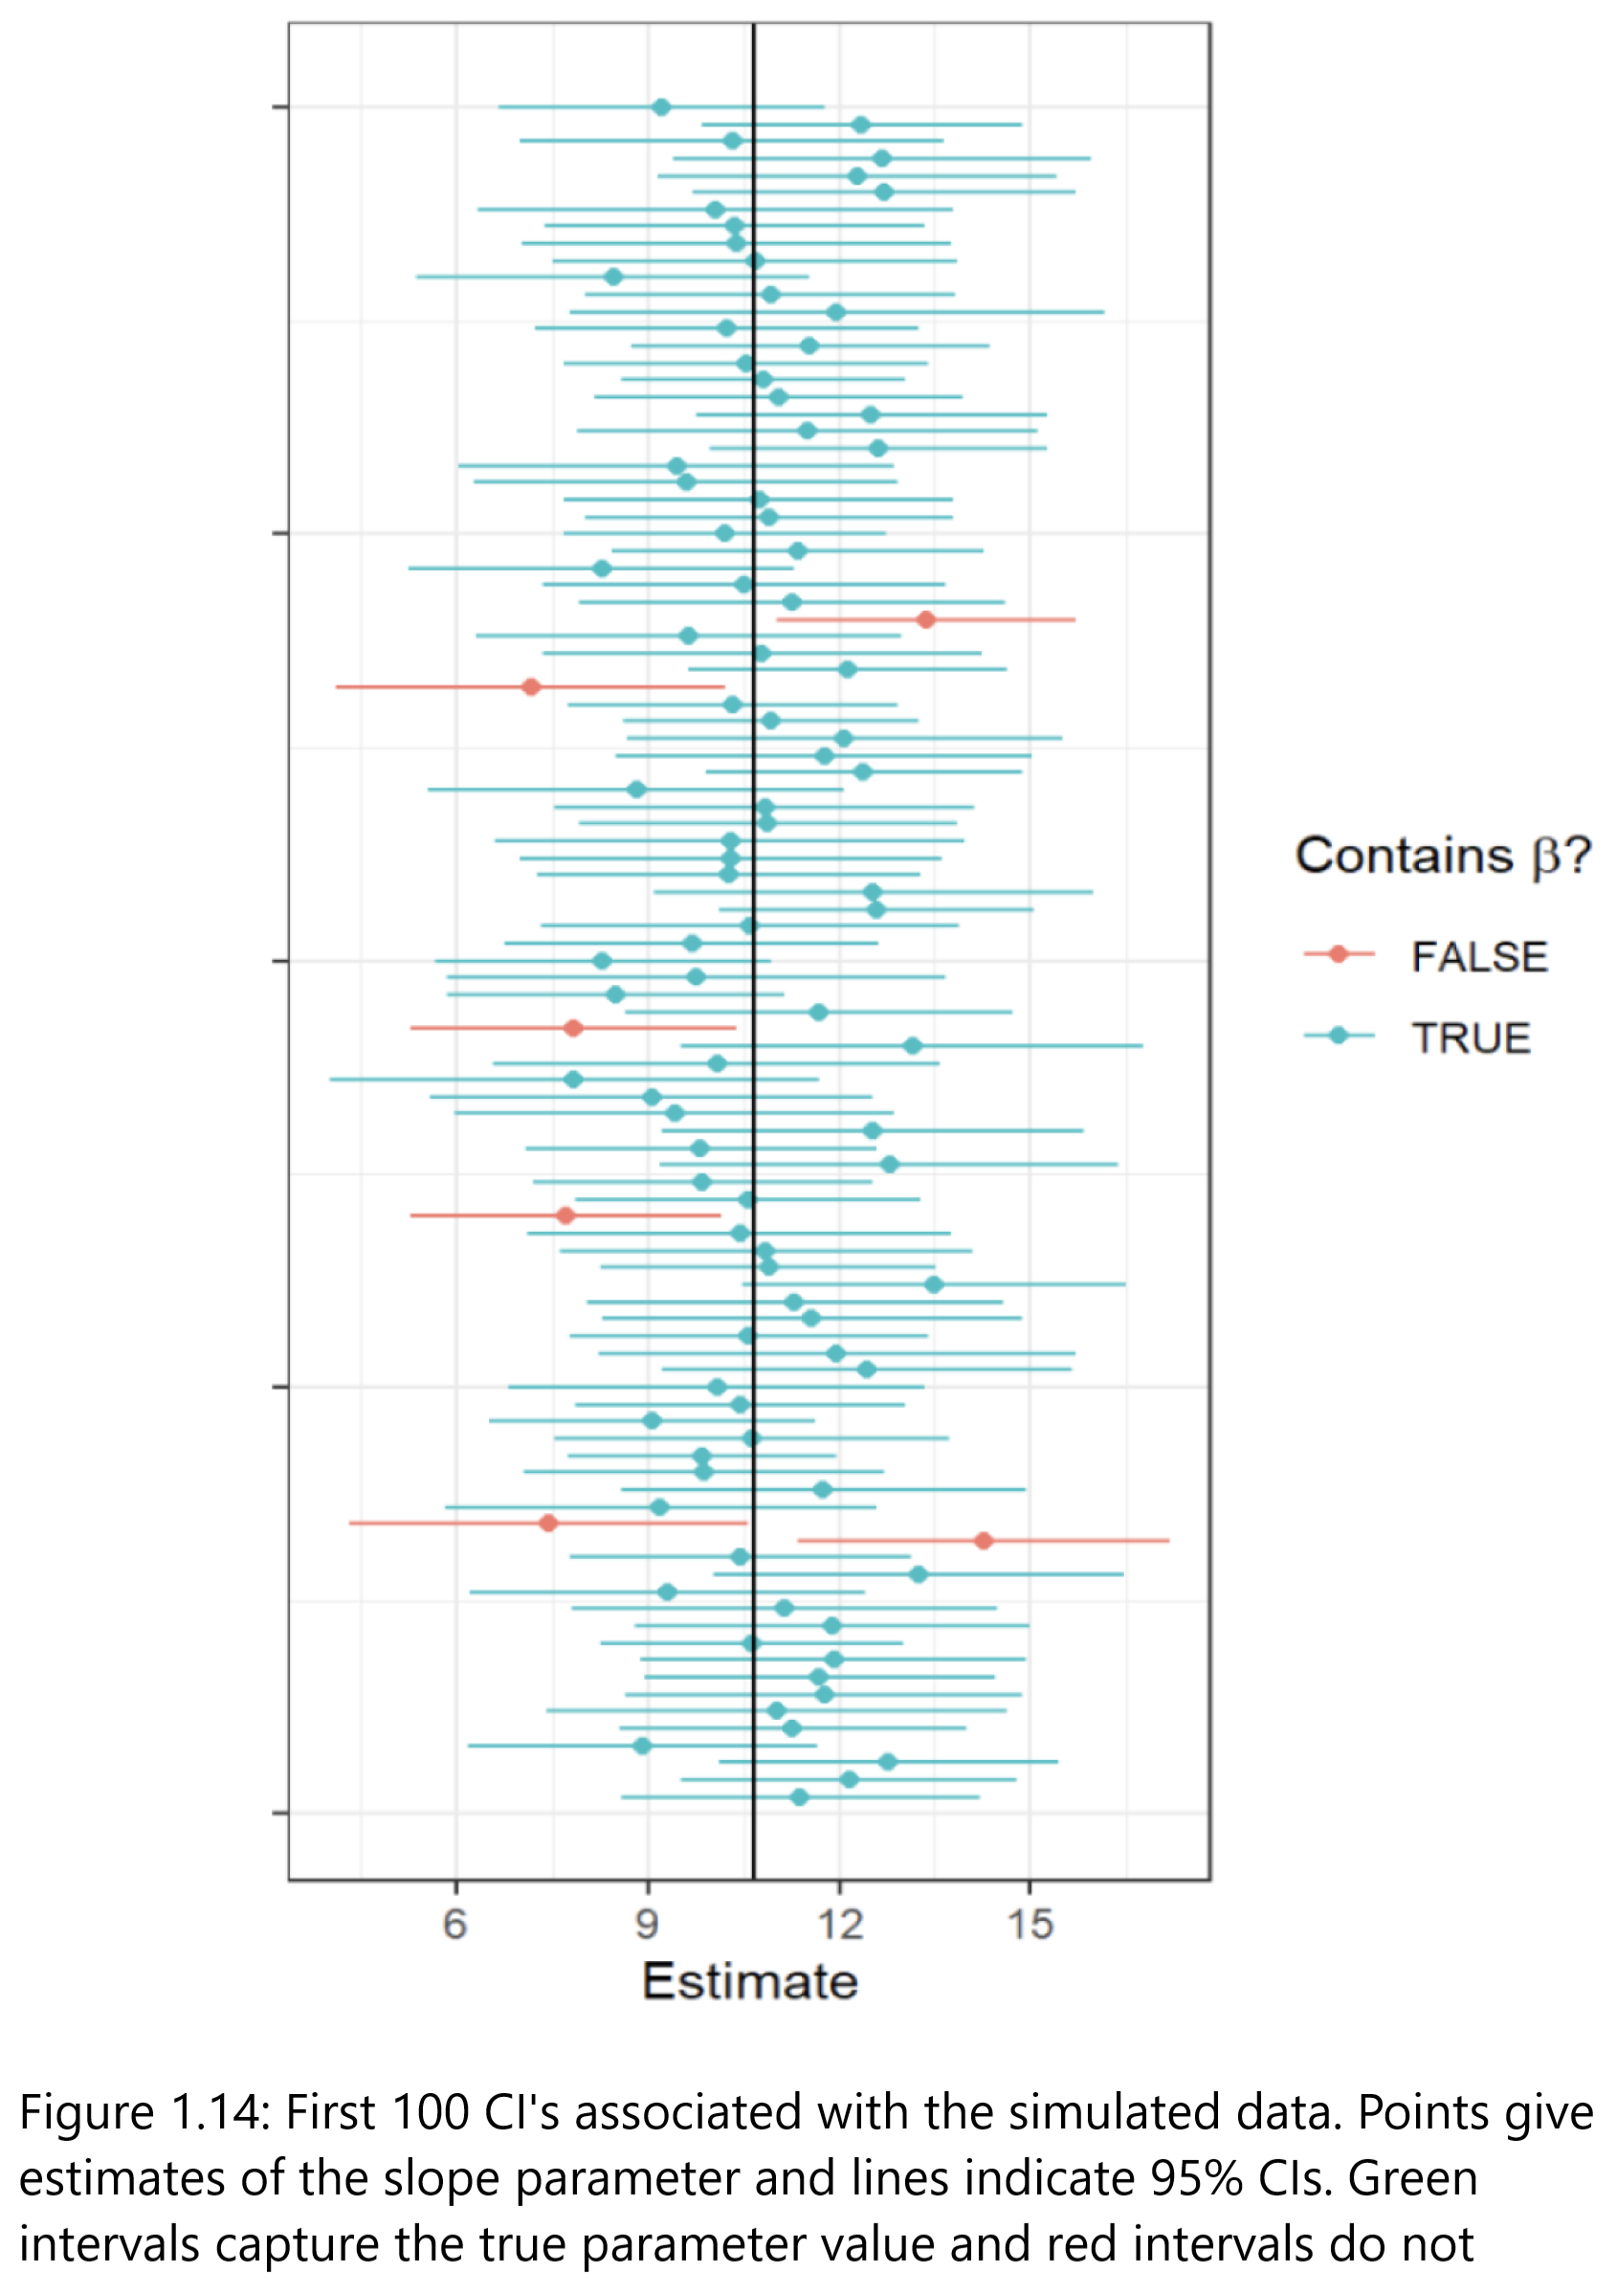 Contains β?
FALSE
TRUE
6 9 12 15
Estimate
Figure 1.14: First 100 CI's associated with the simulated data. Points give
estimates of the slope parameter and lines indicate 95% CIs. Green
intervals capture the true parameter value and red intervals do not